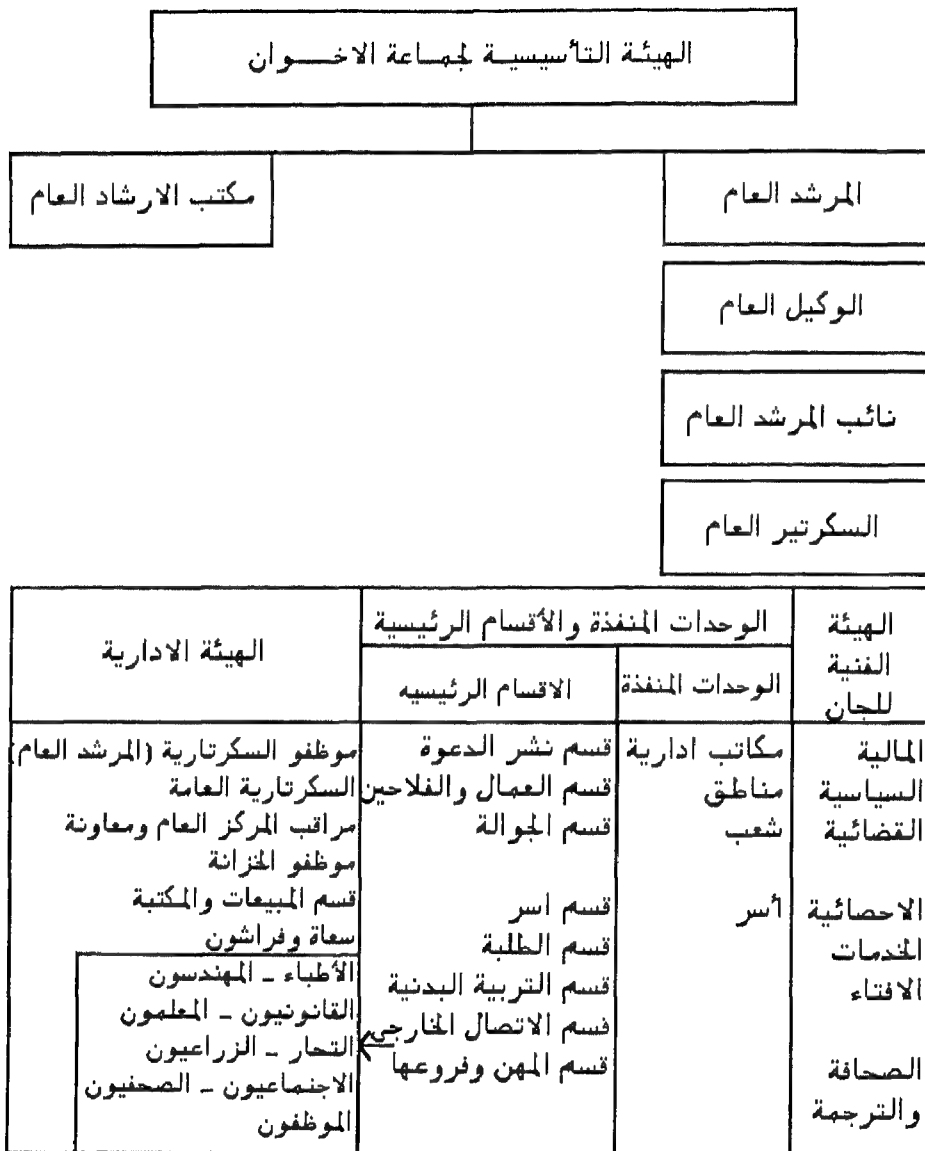 الهيئة التأسيسية لجماعة الاخوان
المرشد العام
مكتب الارشاد العام
الوكيل العام
نائب المرشد العام
السكرتير العام
الهيئة
الفنية
للجان
المالية
السياسية
القضائية
الاحصائية
الخدمات
الافتاء
الصحافة
والترجمة
الوحدات المنفذة والأقسام الرئيسية
الوحدات المنفذة
مكاتب ادارية
مناطق
شعب
أسر
الاقسام الرئيسيه
قسم نشر الدعوة
قسم العمال والفلاحين
قسم الجوالة
قسم اسر
قسم الطلبة
قسم التربية البدنية
قسم الاتصال الخارجي
قسم المهن وفروعها
الهيئة الادارية
موظفو السكرتارية (المرشد العام)
السكرتارية العامة
مراقب المركز العام ومعاونة
موظفو الخزانة
قسم المبيعات والمكتبة
سعاة وفراشون
الأطباء - المهندسون
القانونيون - المعلمون
التجار - الزراعيون
الاجتماعيون - الصحفيون
الموظفون